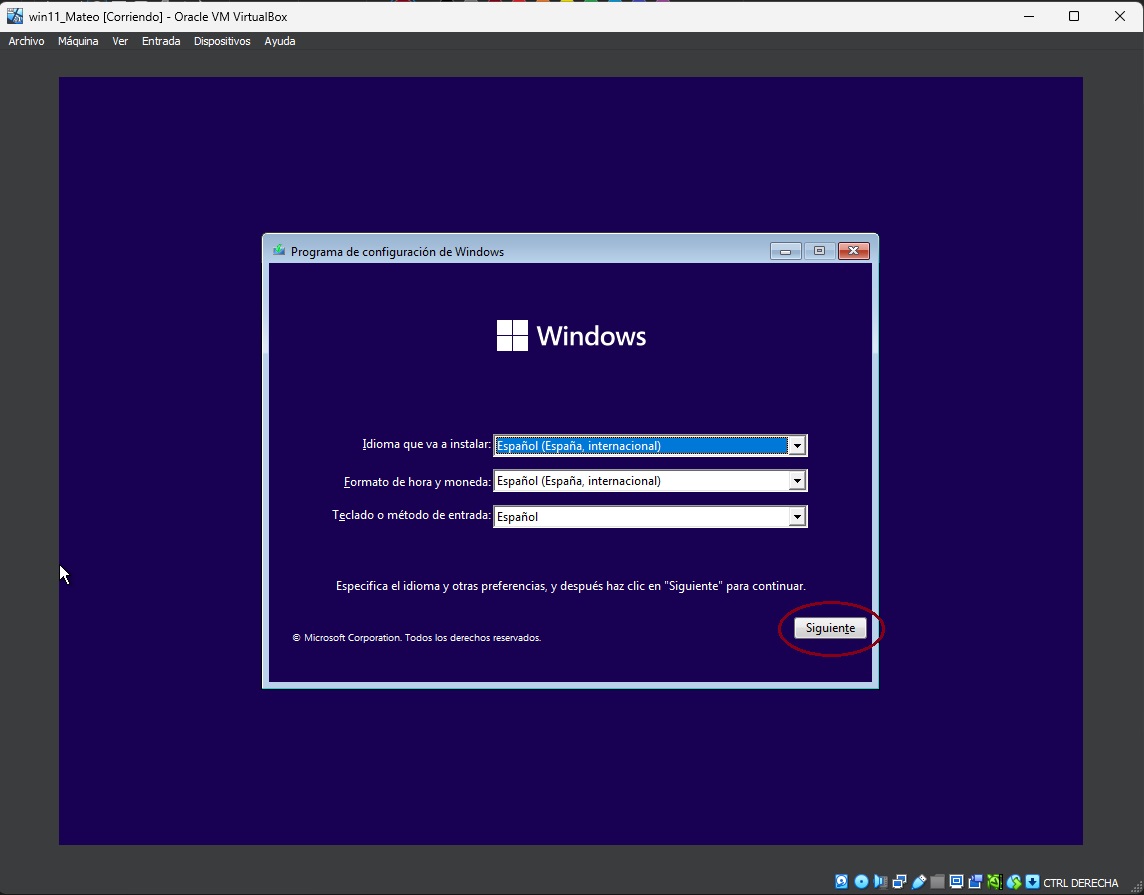 win11_Mateo [Corriendo] - Oracle VM VirtualBox
Archivo Máquina Ver Entrada Dispositivos Ayuda
Programa de configuración de Windows
Windows
Idioma que va a instalar: Español (España, internacional)
Formato de hora y moneda: Español (España, internacional)
Teclado o método de entrada: Español
Especifica el idioma y otras preferencias, y después haz clic en "Siguiente" para continuar.
Siguiente
© Microsoft Corporation. Todos los derechos reservados.
CTRL DERECHA